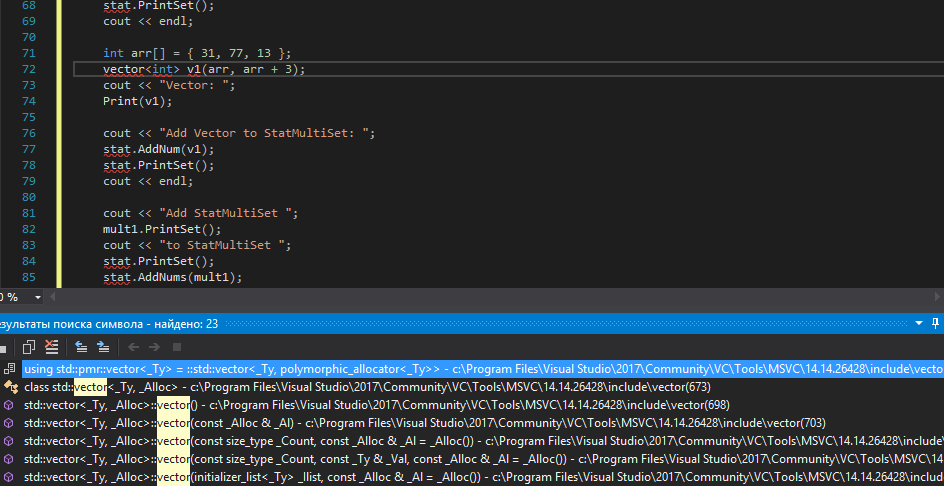 68 stat.PrintSet();
69 cout << endl;
70
71 int arr[] = { 31, 77, 13 };
72 vector<int> v1(arr, arr + 3);
73 cout << "Vector: ";
74 Print(v1);
75
76 cout << "Add Vector to StatMultiSet: ";
77 stat.AddNum(v1);
78 stat.PrintSet();
79 cout << endl;
80
81 cout << "Add StatMultiSet ";
82 mult1.PrintSet();
83 cout << "to StatMultiSet ";
84 stat.PrintSet();
85 stat.AddNums(mult1);
0 %
езультаты поиска символа - найдено: 23
using std::pmr::vector<_Ty> = ::std::vector<_Ty, polymorphic_allocator<_Ty>> - c:\Program Files\Visual Studio\2017\Community\VC\Tools\MSVC\14.14.26428\include\vecto
class std::vector<_Ty, _Alloc> - c:\Program Files\Visual Studio\2017\Community\VC\Tools\MSVC\14.14.26428\include\vector(673)
std::vector<_Ty, _Alloc>::vector() - c:\Program Files\Visual Studio\2017\Community\VC\Tools\MSVC\14.14.26428\include\vector(698)
std::vector<_Ty, _Alloc>::vector(const _Alloc & _Al) - c:\Program Files\Visual Studio\2017\Community\VC\Tools\MSVC\14.14.26428\include\vector(703)
std::vector<_Ty, _Alloc>::vector(const size_type _Count, const _Alloc & _Al = _Alloc()) - c:\Program Files\Visual Studio\2017\Community\VC\Tools\MSVC\14.14.26428\include
std::vector<_Ty, _Alloc>::vector(const size_type _Count, const _Ty & _Val, const _Alloc & _Al = _Alloc()) - c:\Program Files\Visual Studio\2017\Community\VC\Tools\MSVC\14
std::vector<_Ty, _Alloc>::vector(initializer_list<_Ty> _Ilist, const _Alloc & _Al = _Alloc()) - c:\Program Files\Visual Studio\2017\Community\VC\Tools\MSVC\14.14.26428\in